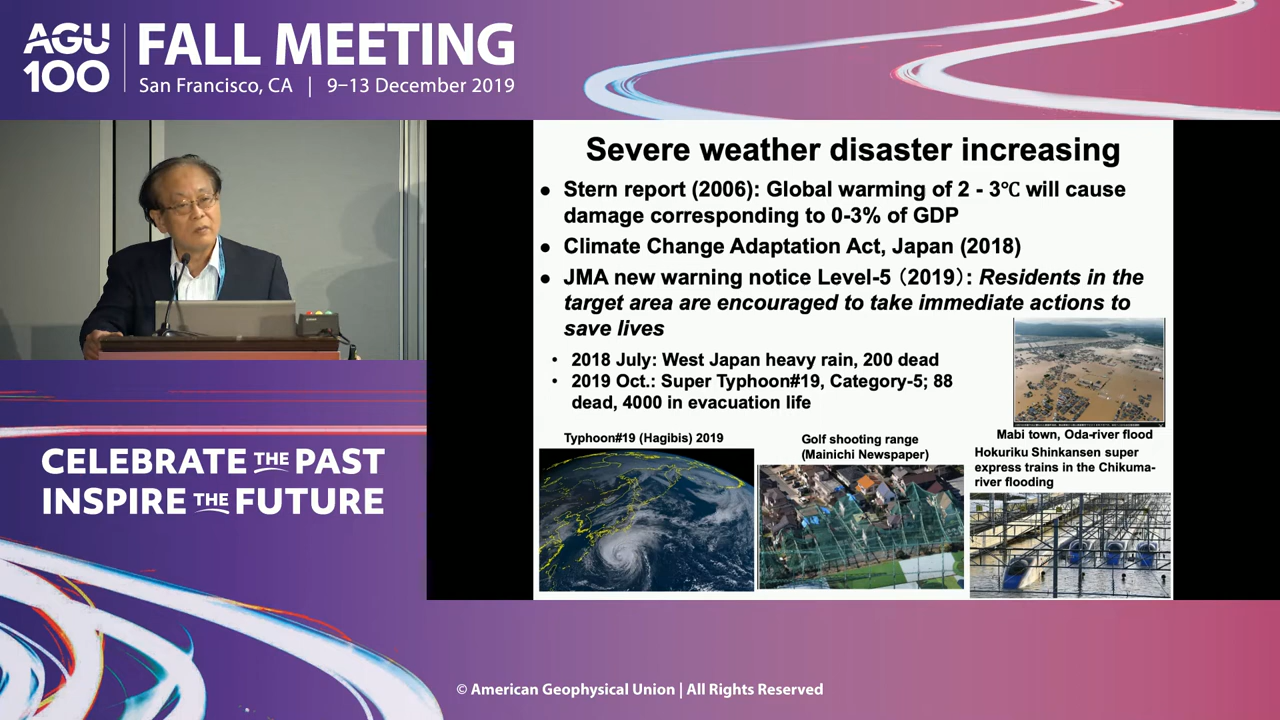 AGU
100
FALL MEETING
San Francisco, CA | 9–13 December 2019
Severe weather disaster increasing
● Stern report (2006): Global warming of 2 - 3℃ will cause
damage corresponding to 0-3% of GDP
● Climate Change Adaptation Act, Japan (2018)
● JMA new warning notice Level-5（2019）: Residents in the
target area are encouraged to take immediate actions to
save lives
• 2018 July: West Japan heavy rain, 200 dead
• 2019 Oct.: Super Typhoon#19, Category-5; 88
dead, 4000 in evacuation life
Typhoon#19 (Hagibis) 2019
Golf shooting range
(Mainichi Newspaper)
Mabi town, Oda-river flood
Hokuriku Shinkansen super
express trains in the Chikuma-
river flooding
CELEBRATE THE PAST
INSPIRE THE FUTURE
© American Geophysical Union | All Rights Reserved